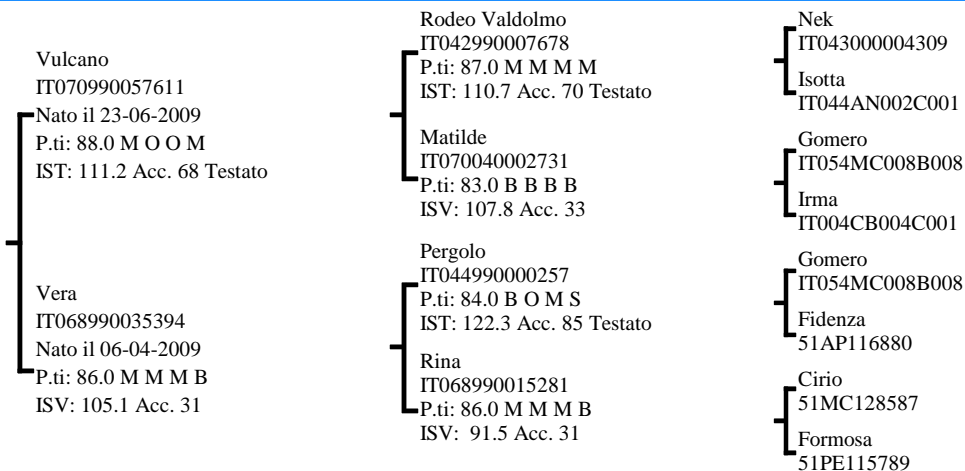 Vulcano
IT070990057611
Nato il 23-06-2009
P.ti: 88.0 M O O M
IST: 111.2 Acc. 68 Testato
Vera
IT068990035394
Nato il 06-04-2009
P.ti: 86.0 M M M B
ISV: 105.1 Acc. 31
Rodeo Valdolmo
IT042990007678
P.ti: 87.0 M M M M
IST: 110.7 Acc. 70 Testato
Matilde
IT070040002731
P.ti: 83.0 B B B B
ISV: 107.8 Acc. 33
Pergolo
IT044990000257
P.ti: 84.0 B O M S
IST: 122.3 Acc. 85 Testato
Rina
IT068990015281
P.ti: 86.0 M M M B
ISV: 91.5 Acc. 31
Nek
IT043000004309
Isotta
IT044AN002C001
Gomero
IT054MC008B008
Irma
IT004CB004C001
Gomero
IT054MC008B008
Fidenza
51AP116880
Cirio
51MC128587
Formosa
51PE115789